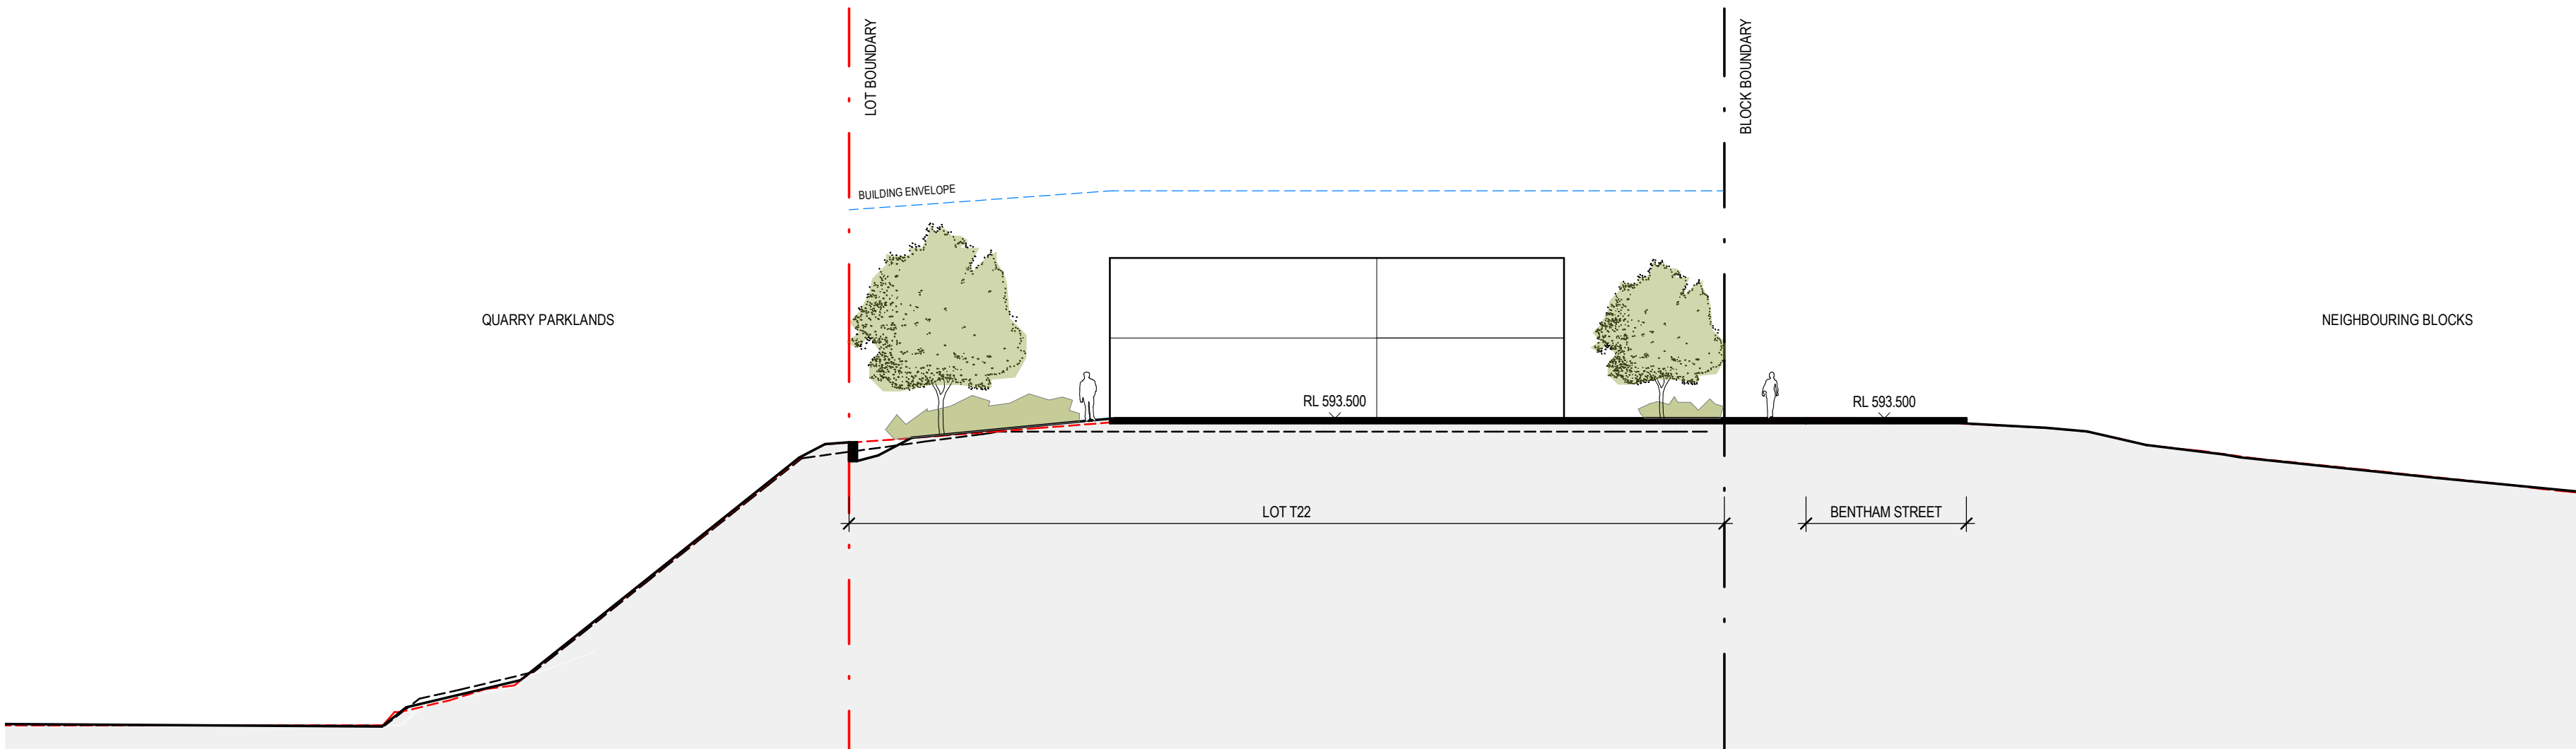 LOT BOUNDARY
BLOCK BOUNDARY
BUILDING ENVELOPE
QUARRY PARKLANDS
NEIGHBOURING BLOCKS
RL 593.500
RL 593.500
LOT T22
BENTHAM STREET